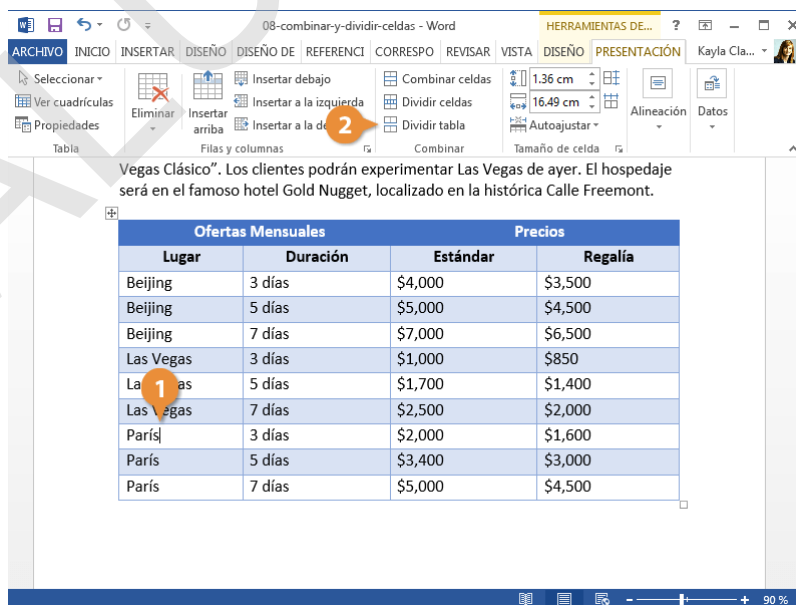 08-combinar-y-dividir-celdas - Word HERRAMIENTAS DE... ?
ARCHIVO INICIO INSERTAR DISEÑO DISEÑO DE REFERENCI CORRESPO REVISAR VISTA DISEÑO PRESENTACIÓN Kayla Cla...
Seleccionar Insertar debajo Combinar celdas 1.36 cm
Ver cuadrículas Eliminar Insertar arriba Insertar a la izquierda Dividir celdas 16.49 cm Alineación Datos
Propiedades Insertar a la de 2 Dividir tabla Autoajustar
Tabla Filas y columnas Combinar Tamaño de celda
Vegas Clásico”. Los clientes podrán experimentar Las Vegas de ayer. El hospedaje
será en el famoso hotel Gold Nugget, localizado en la histórica Calle Freemont.
Ofertas Mensuales Precios
Lugar Duración Estándar Regalía
Beijing 3 días $4,000 $3,500
Beijing 5 días $5,000 $4,500
Beijing 7 días $7,000 $6,500
Las Vegas 3 días $1,000 $850
La as 5 días $1,700 $1,400
1
Las Vegas 7 días $2,500 $2,000
París 3 días $2,000 $1,600
París 5 días $3,400 $3,000
París 7 días $5,000 $4,500
90 %